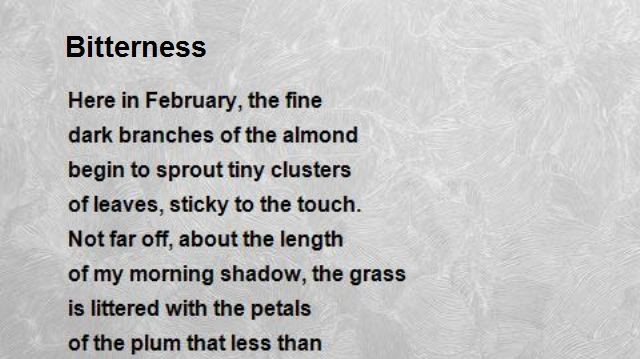 Bitterness
Here in February, the fine
dark branches of the almond
begin to sprout tiny clusters
of leaves, sticky to the touch.
Not far off, about the length
of my morning shadow, the grass
is littered with the petals
of the plum that less than